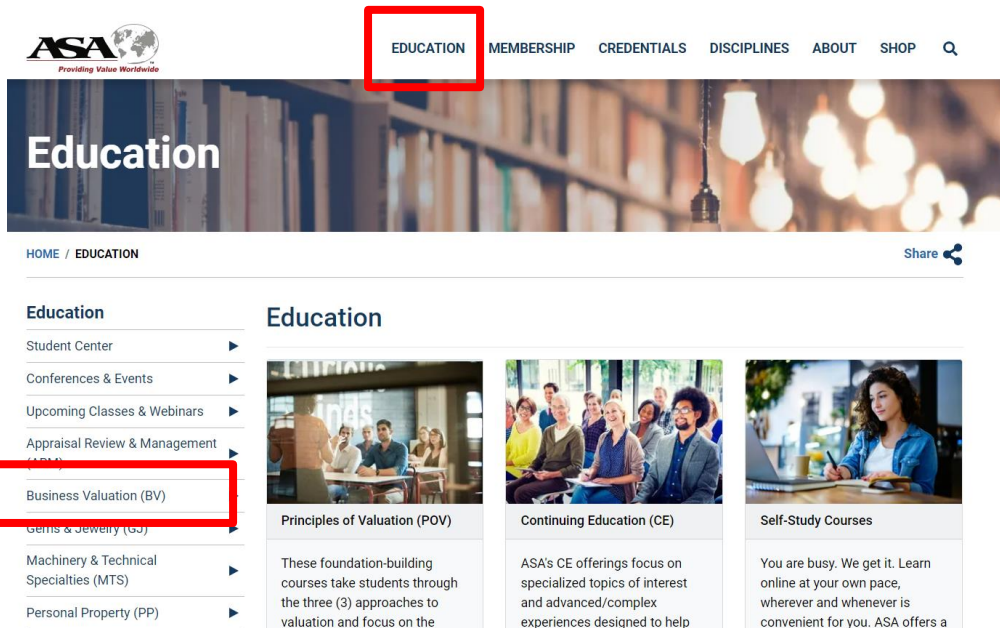 ASA
Providing Value Worldwide
EDUCATION MEMBERSHIP CREDENTIALS DISCIPLINES ABOUT SHOP
Education
HOME / EDUCATION
Share
Education
Student Center
Conferences & Events
Upcoming Classes & Webinars
Appraisal Review & Management
(ARM)
Business Valuation (BV)
Gems & Jewelry (GJ)
Machinery & Technical
Specialties (MTS)
Personal Property (PP)
Education
Principles of Valuation (POV)
These foundation-building
courses take students through
the three (3) approaches to
valuation and focus on the
Continuing Education (CE)
ASA's CE offerings focus on
specialized topics of interest
and advanced/complex
experiences designed to help
Self-Study Courses
You are busy. We get it. Learn
online at your own pace,
wherever and whenever is
convenient for you. ASA offers a